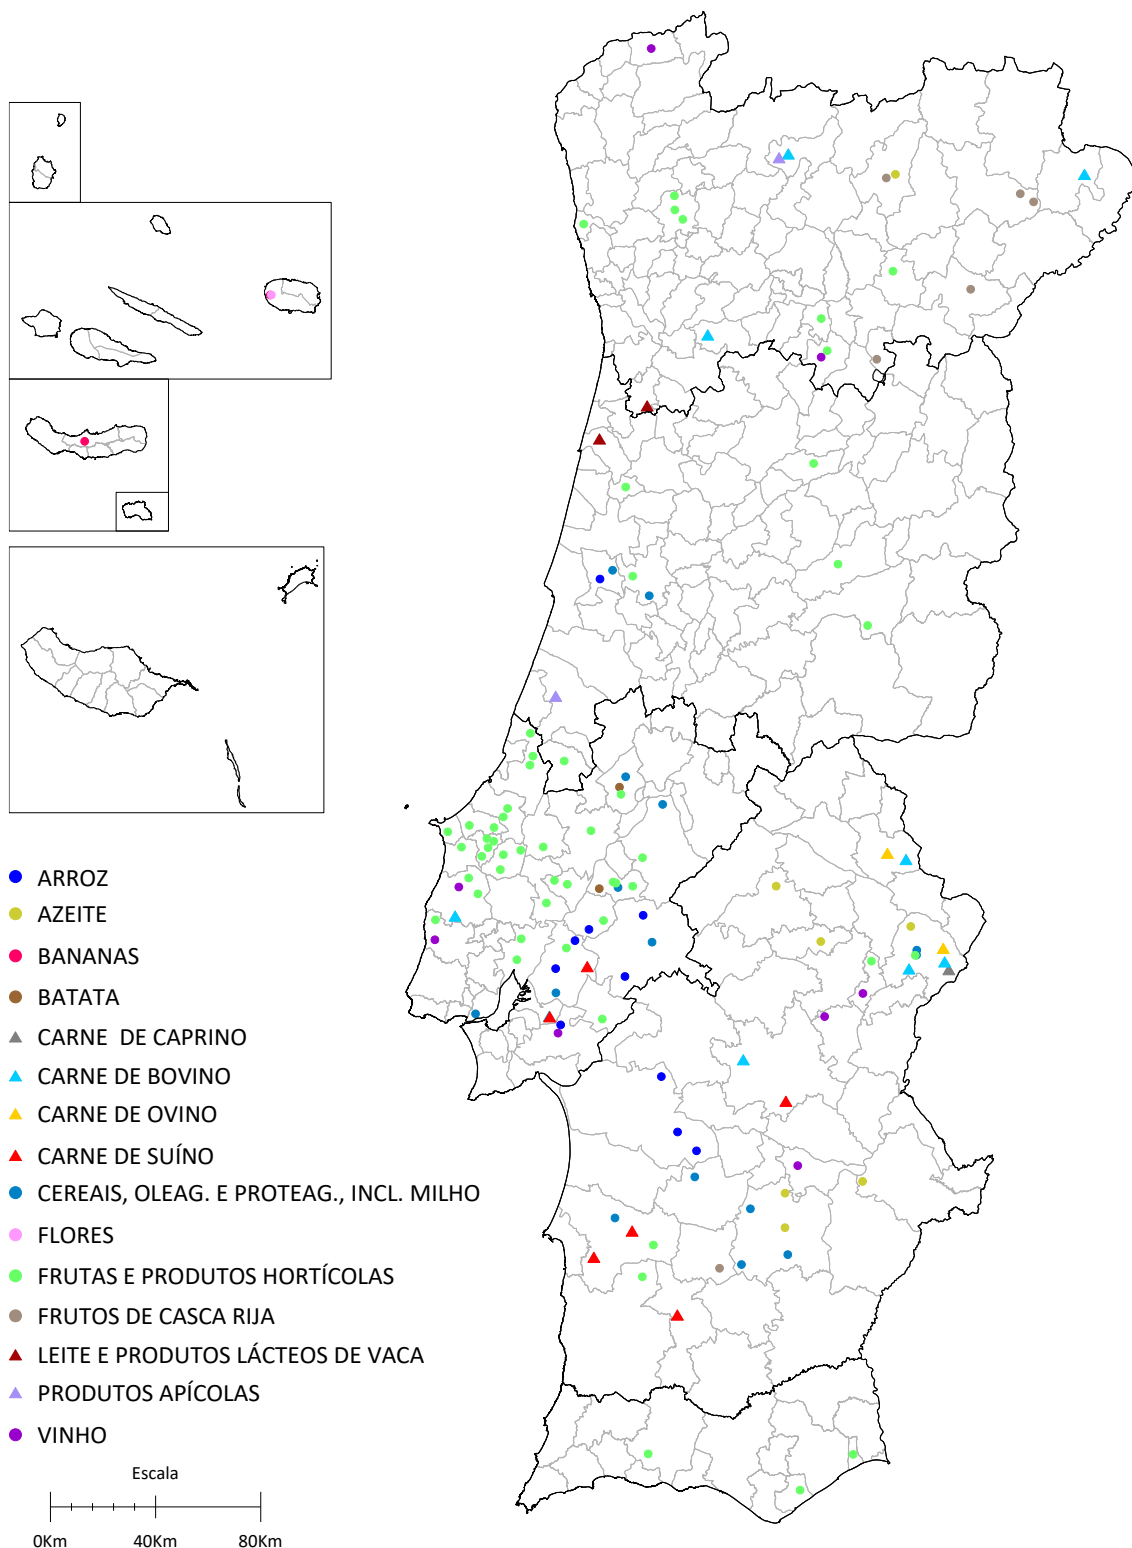 ARROZ
AZEITE
BANANAS
BATATA
CARNE  DE CAPRINO
CARNE DE BOVINO
CARNE DE OVINO
CARNE DE SUÍNO
CEREAIS, OLEAG. E PROTEAG., INCL. MILHO
FLORES
FRUTAS E PRODUTOS HORTÍCOLAS
FRUTOS DE CASCA RIJA
LEITE E PRODUTOS LÁCTEOS DE VACA
PRODUTOS APÍCOLAS
VINHO
Escala
0Km 40Km 80Km